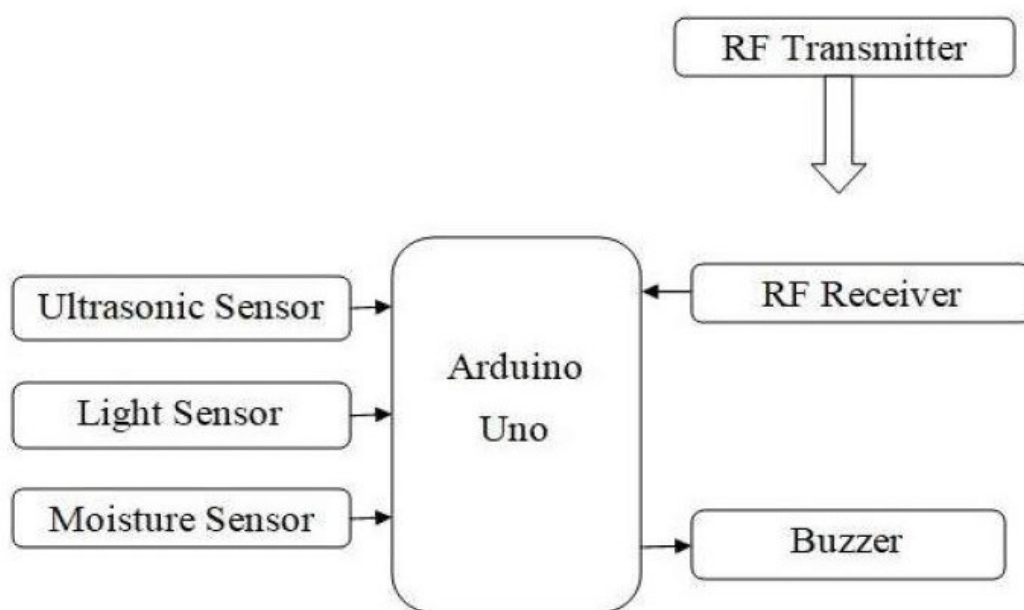 RF Transmitter
Ultrasonic Sensor
Light Sensor
Moisture Sensor
Arduino
Uno
RF Receiver
Buzzer